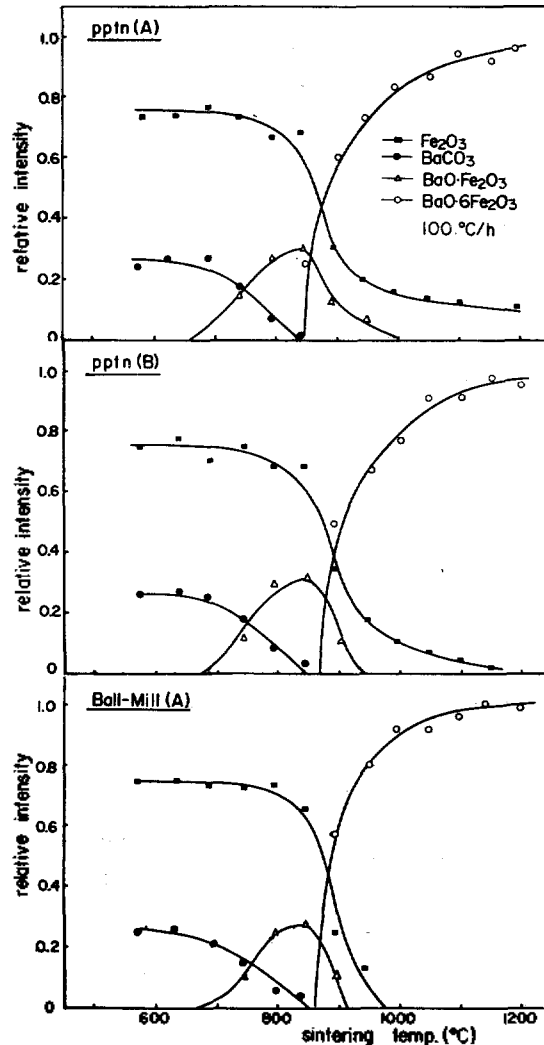 pptn (A)
1.0
0.8
0.6
0.4
0.2
0
relative intensity
Fe₂O₃
BaCO₃
BaO·Fe₂O₃
BaO·6Fe₂O₃
100.°C/h
pptn (B)
1.0
0.8
0.6
0.4
0.2
0
relative intensity
Ball-Mill (A)
1.0
0.8
0.6
0.4
0.2
0
relative intensity
600 800 1000 1200
sintering temp. (°C)